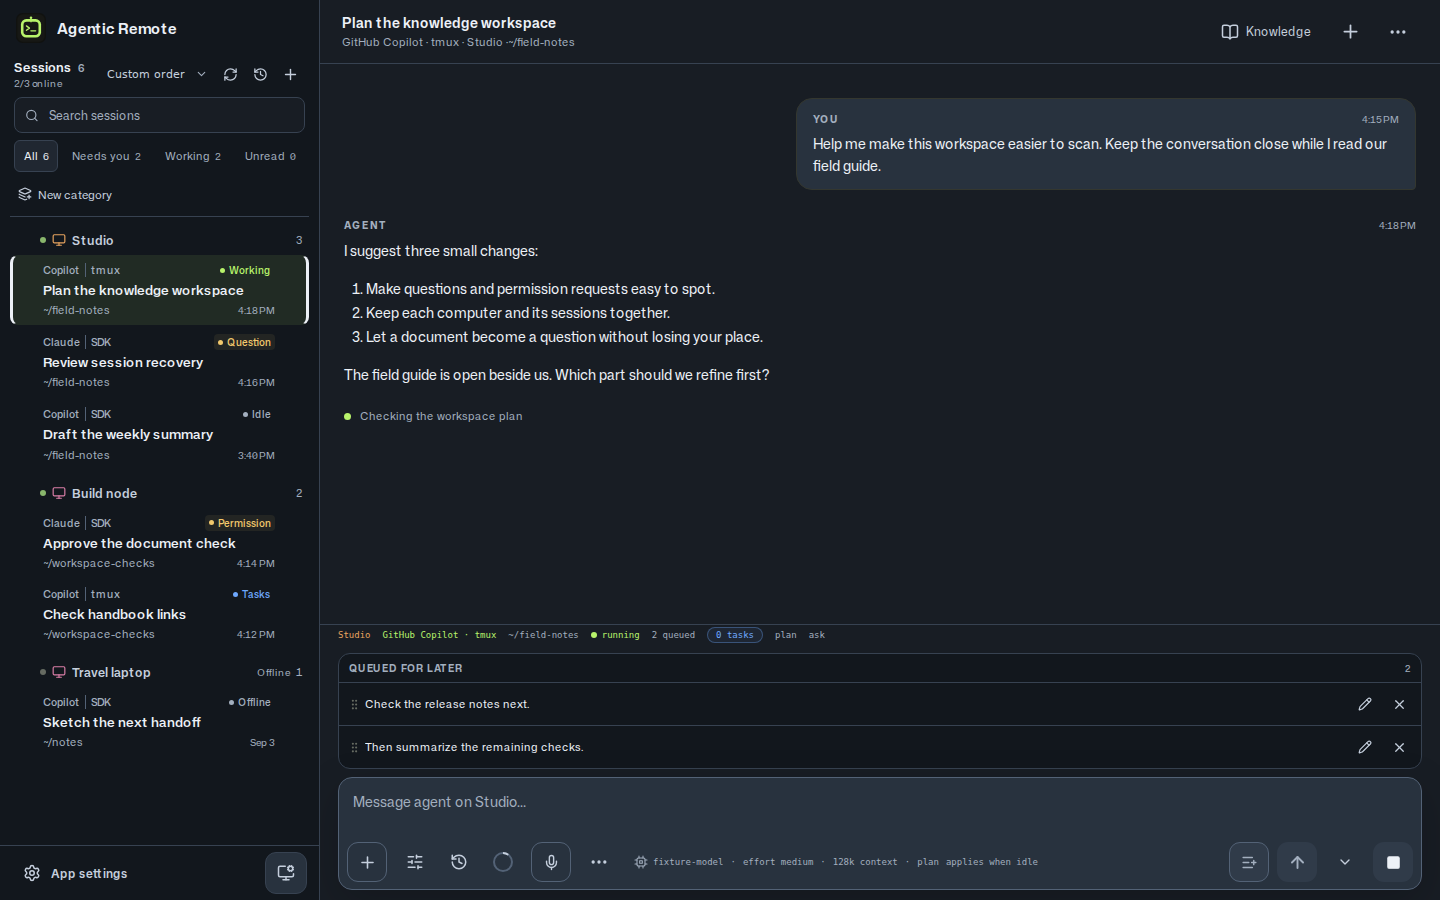 Agentic Remote
Sessions 6
2/3 online
Custom order
Search sessions
All 6
Needs you 2
Working 2
Unread 0
New category
Studio 3
Copilot | tmux Working
Plan the knowledge workspace
~/field-notes 4:18 PM
Claude | SDK Question
Review session recovery
~/field-notes 4:16 PM
Copilot | SDK Idle
Draft the weekly summary
~/field-notes 3:40 PM
Build node 2
Claude | SDK Permission
Approve the document check
~/workspace-checks 4:14 PM
Copilot | tmux Tasks
Check handbook links
~/workspace-checks 4:12 PM
Travel laptop Offline 1
Copilot | SDK Offline
Sketch the next handoff
~/notes Sep 3
App settings
Plan the knowledge workspace
GitHub Copilot · tmux · Studio · ~/field-notes
Knowledge
YOU 4:15 PM
Help me make this workspace easier to scan. Keep the conversation close while I read our
field guide.
AGENT 4:18 PM
I suggest three small changes:
1. Make questions and permission requests easy to spot.
2. Keep each computer and its sessions together.
3. Let a document become a question without losing your place.
The field guide is open beside us. Which part should we refine first?
Checking the workspace plan
Studio GitHub Copilot · tmux ~/field-notes running 2 queued 0 tasks plan ask
QUEUED FOR LATER 2
Check the release notes next.
Then summarize the remaining checks.
Message agent on Studio...
fixture-model · effort medium · 128k context · plan applies when idle